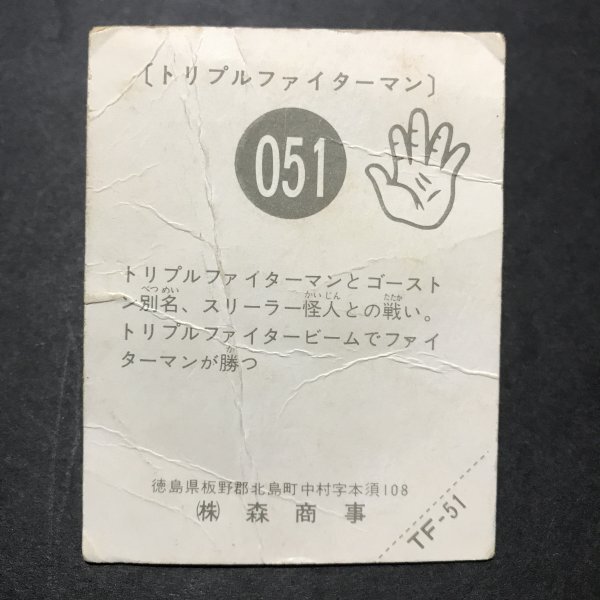 〔トリプルファイターマン〕
051
トリプルファイターマンとゴースト
ン別名、スリーラー怪人との戦い。
トリプルファイタービームでファイ
ターマンが勝つ
徳島県板野郡北島町中村字本須108
㈱ 森商事
TF-51